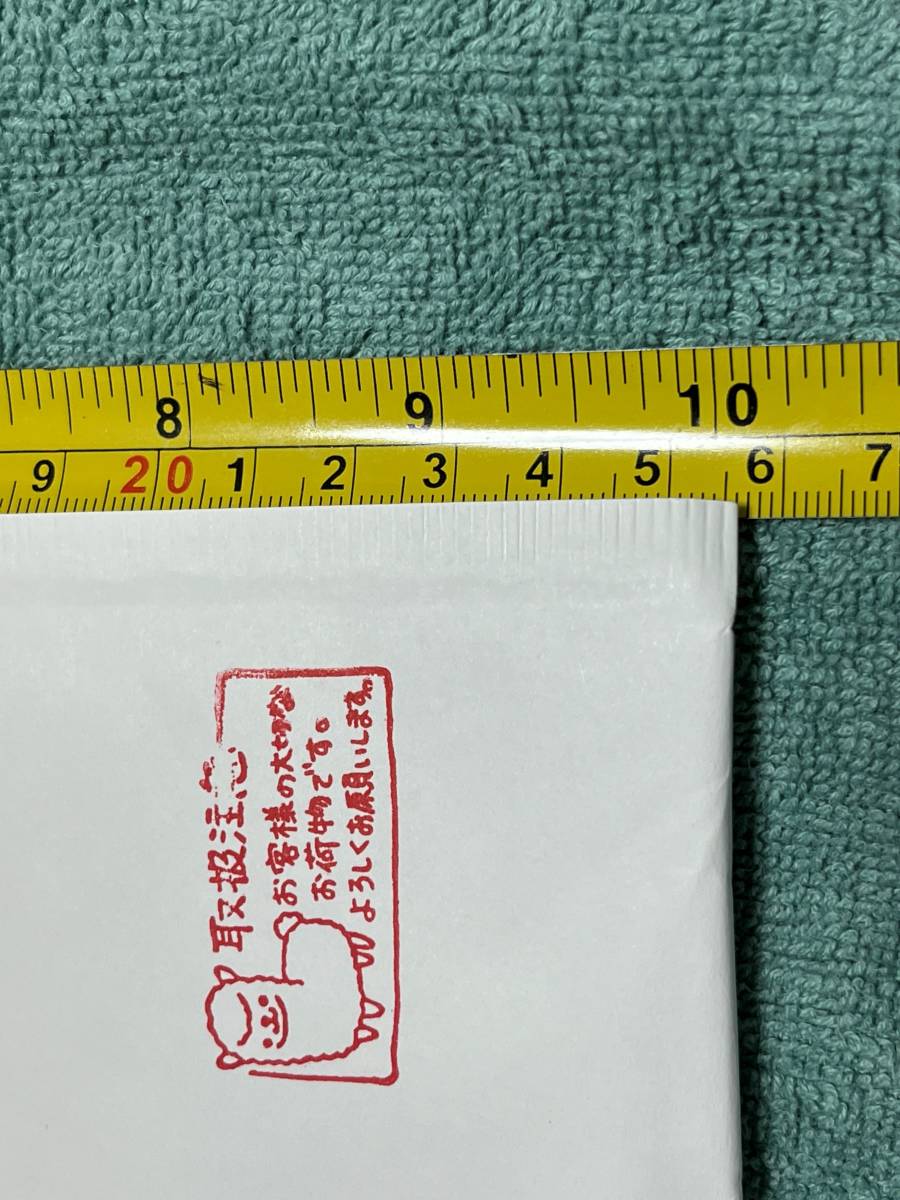 8 9 10
9 20 1 2 3 4 5 6 7
取扱注意
お客様の大切な
お荷物です。
よろしくお願いします。